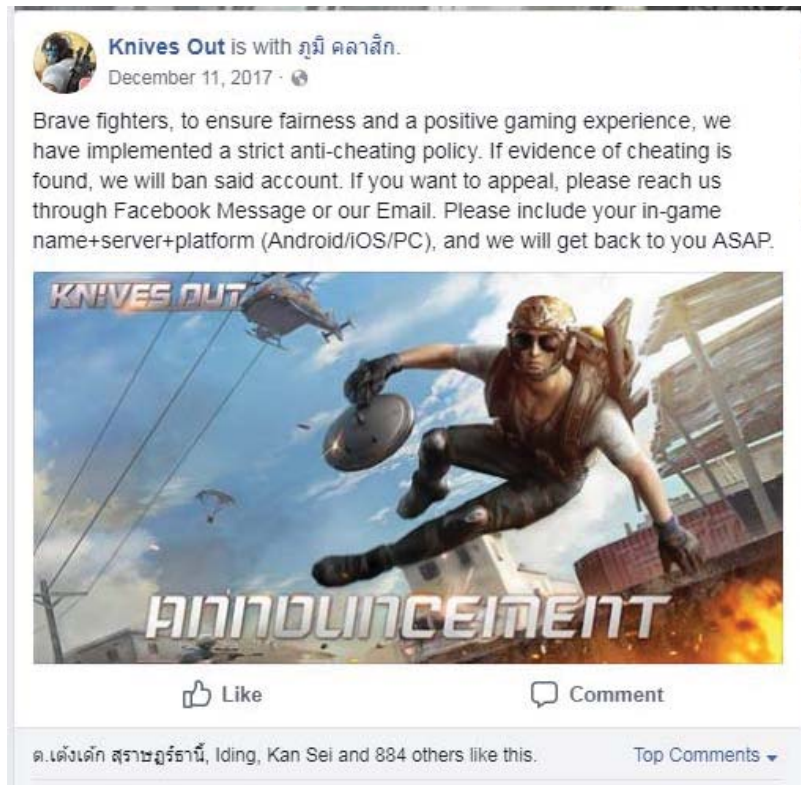 Knives Out is with ภูมิ คลาสิ๊ก.
December 11, 2017 ·
Brave fighters, to ensure fairness and a positive gaming experience, we
have implemented a strict anti-cheating policy. If evidence of cheating is
found, we will ban said account. If you want to appeal, please reach us
through Facebook Message or our Email. Please include your in-game
name+server+platform (Android/iOS/PC), and we will get back to you ASAP.
KNIVES OUT
ANNOUNCEMENT
Like Comment
ด.เด้งเด้ก สุราษฎร์ธานี้, Iding, Kan Sei and 884 others like this. Top Comments